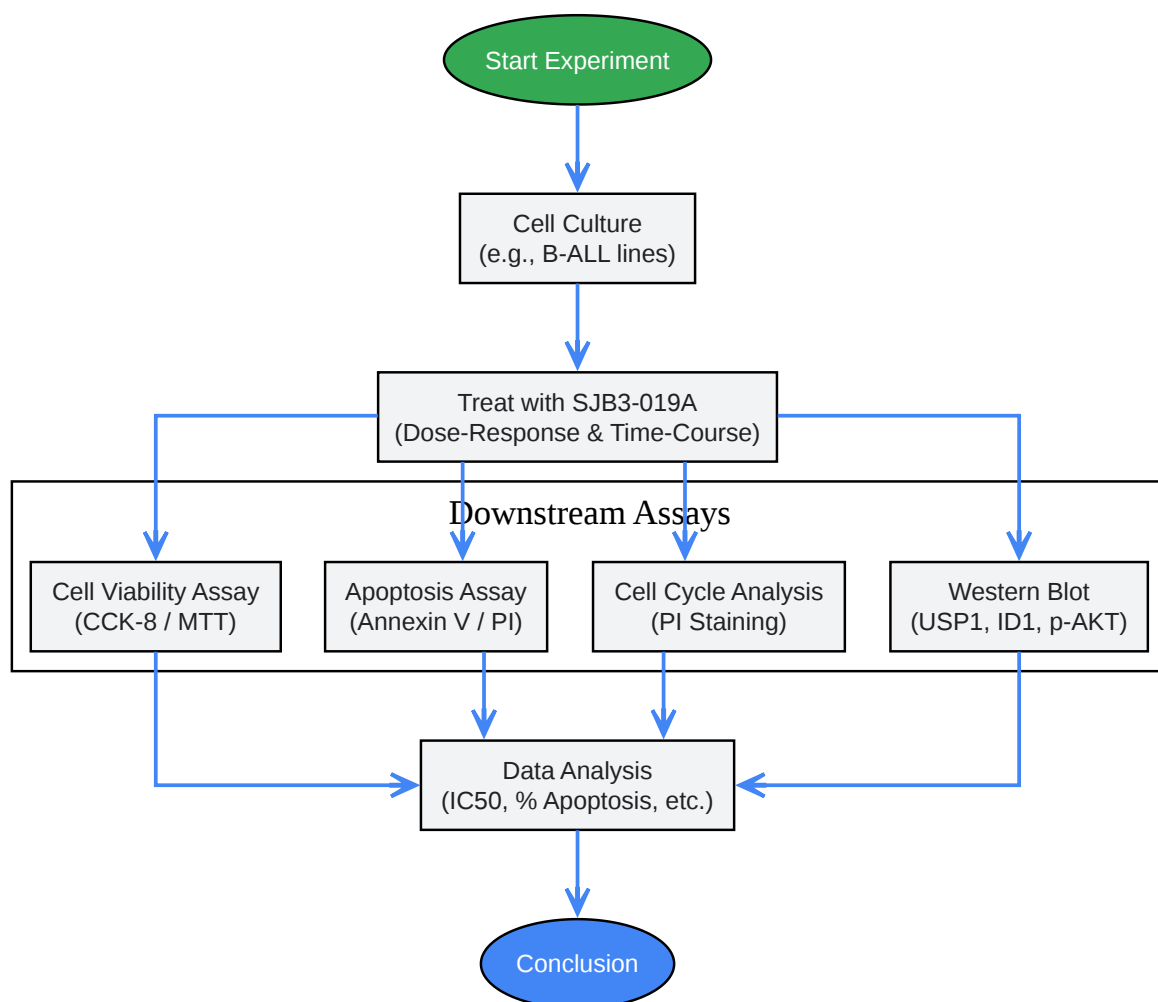 Start Experiment
Cell Culture
(e.g., B-ALL lines)
Treat with SJB3-019A
(Dose-Response & Time-Course)
Downstream Assays
Cell Viability Assay
(CCK-8 / MTT)
Apoptosis Assay
(Annexin V / PI)
Cell Cycle Analysis
(PI Staining)
Western Blot
(USP1, ID1, p-AKT)
Data Analysis
(IC50, % Apoptosis, etc.)
Conclusion